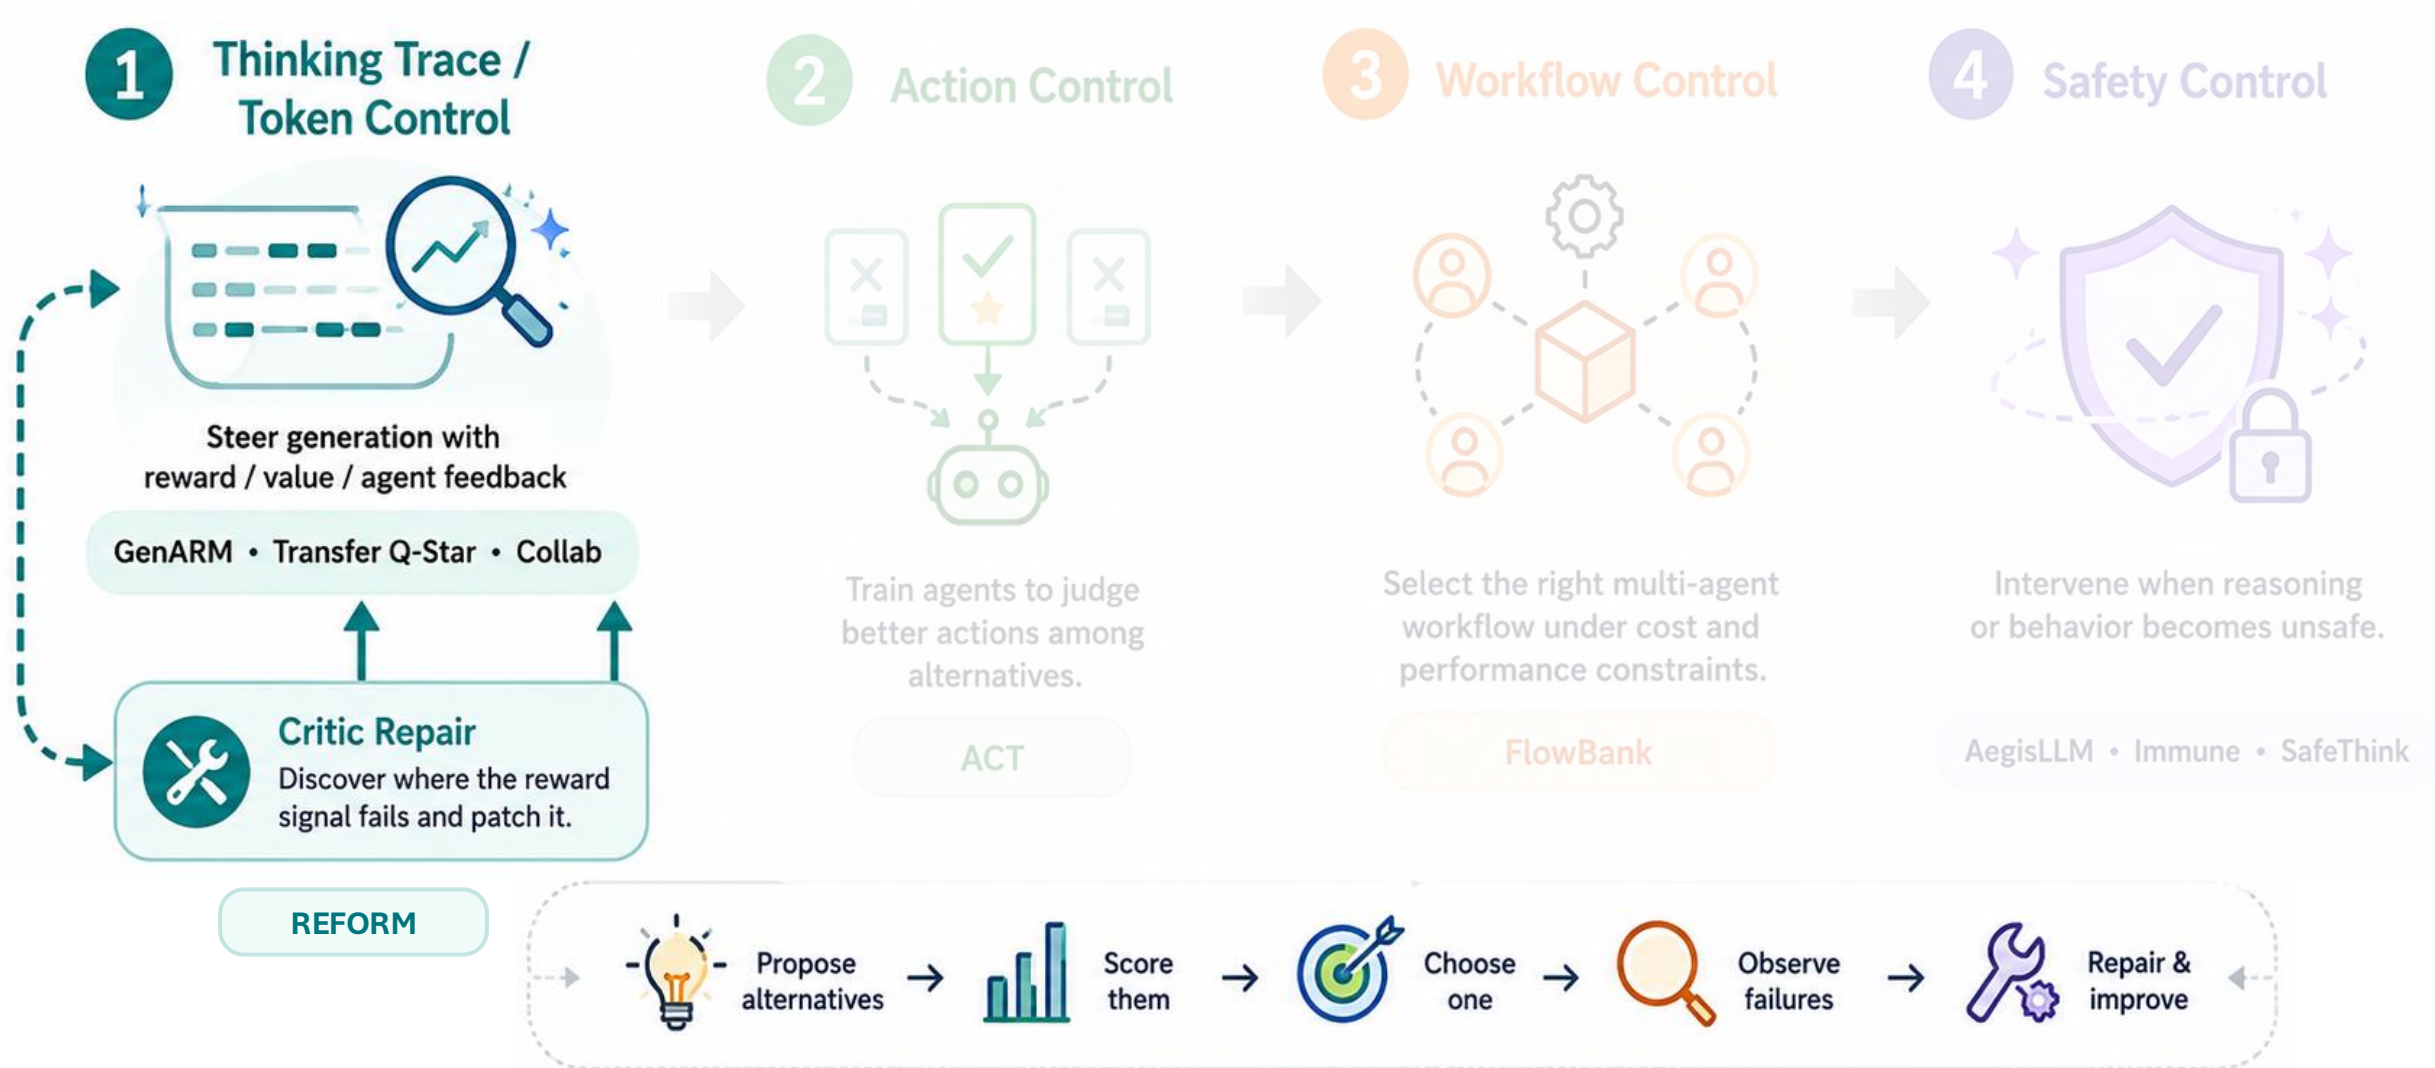 1
Thinking Trace /
Token Control
Steer generation with
reward / value / agent feedback
GenARM • Transfer Q-Star • Collab
Critic Repair
Discover where the reward
signal fails and patch it.
REFORM
2
Action Control
Train agents to judge
better actions among
alternatives.
ACT
3
Workflow Control
Select the right multi-agent
workflow under cost and
performance constraints.
FlowBank
4
Safety Control
Intervene when reasoning
or behavior becomes unsafe.
AegisLLM • Immune • SafeThink
Propose
alternatives
Score
them
Choose
one
Observe
failures
Repair &
improve